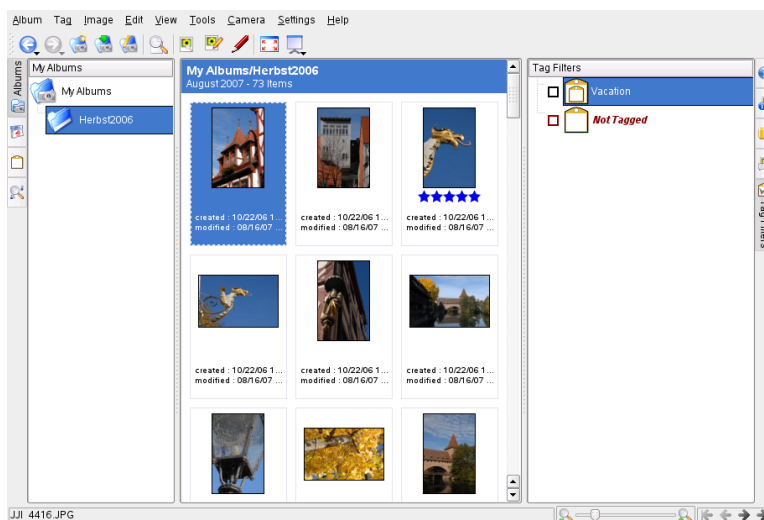 Album Tag Image Edit View Tools Camera Settings Help
Albums
My Albums
My Albums
Herbst2006
My Albums/Herbst2006
August 2007 - 73 Items
created : 10/22/06 1...
modified : 08/16/07 ...
created : 10/22/06 1...
modified : 08/16/07 ...
created : 10/22/06 1...
modified : 08/16/07 ...
created : 10/22/06 1...
modified : 08/16/07 ...
created : 10/22/06 1...
modified : 08/16/07 ...
created : 10/22/06 1...
modified : 08/16/07 ...
Tag Filters
Vacation
Not Tagged
Tag Filters
JJI 4416.JPG